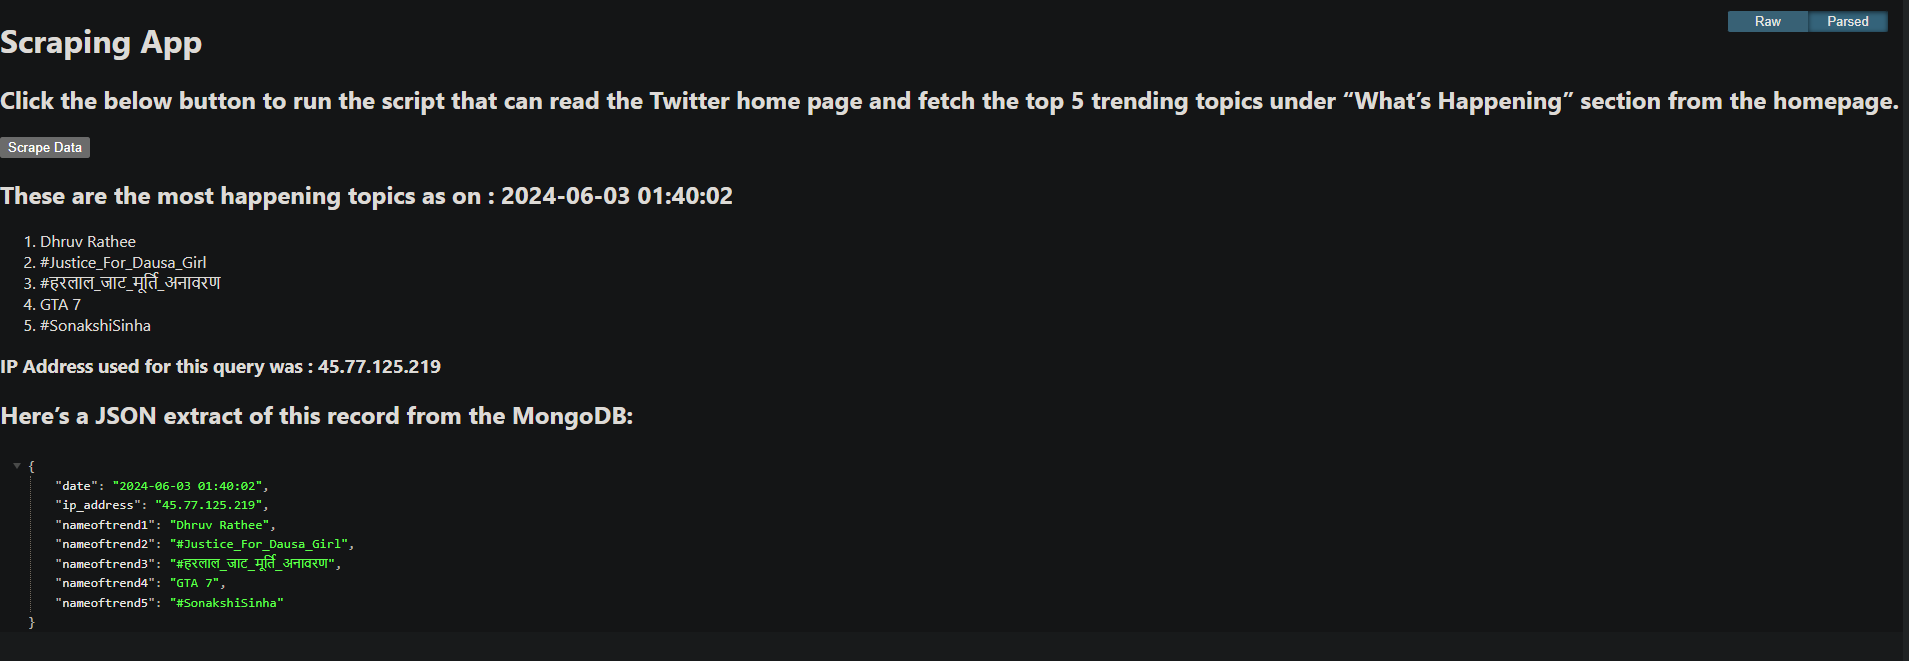 Raw Parsed
Scraping App
Click the below button to run the script that can read the Twitter home page and fetch the top 5 trending topics under “What’s Happening” section from the homepage.
Scrape Data
These are the most happening topics as on : 2024-06-03 01:40:02
1. Dhruv Rathee
2. #Justice_For_Dausa_Girl
3. #हरलाल_जाट_मूर्ति_अनावरण
4. GTA 7
5. #SonakshiSinha
IP Address used for this query was : 45.77.125.219
Here’s a JSON extract of this record from the MongoDB:
{
"date": "2024-06-03 01:40:02",
"ip_address": "45.77.125.219",
"nameoftrend1": "Dhruv Rathee",
"nameoftrend2": "#Justice_For_Dausa_Girl",
"nameoftrend3": "#हरलाल_जाट_मूर्ति_अनावरण",
"nameoftrend4": "GTA 7",
"nameoftrend5": "#SonakshiSinha"
}